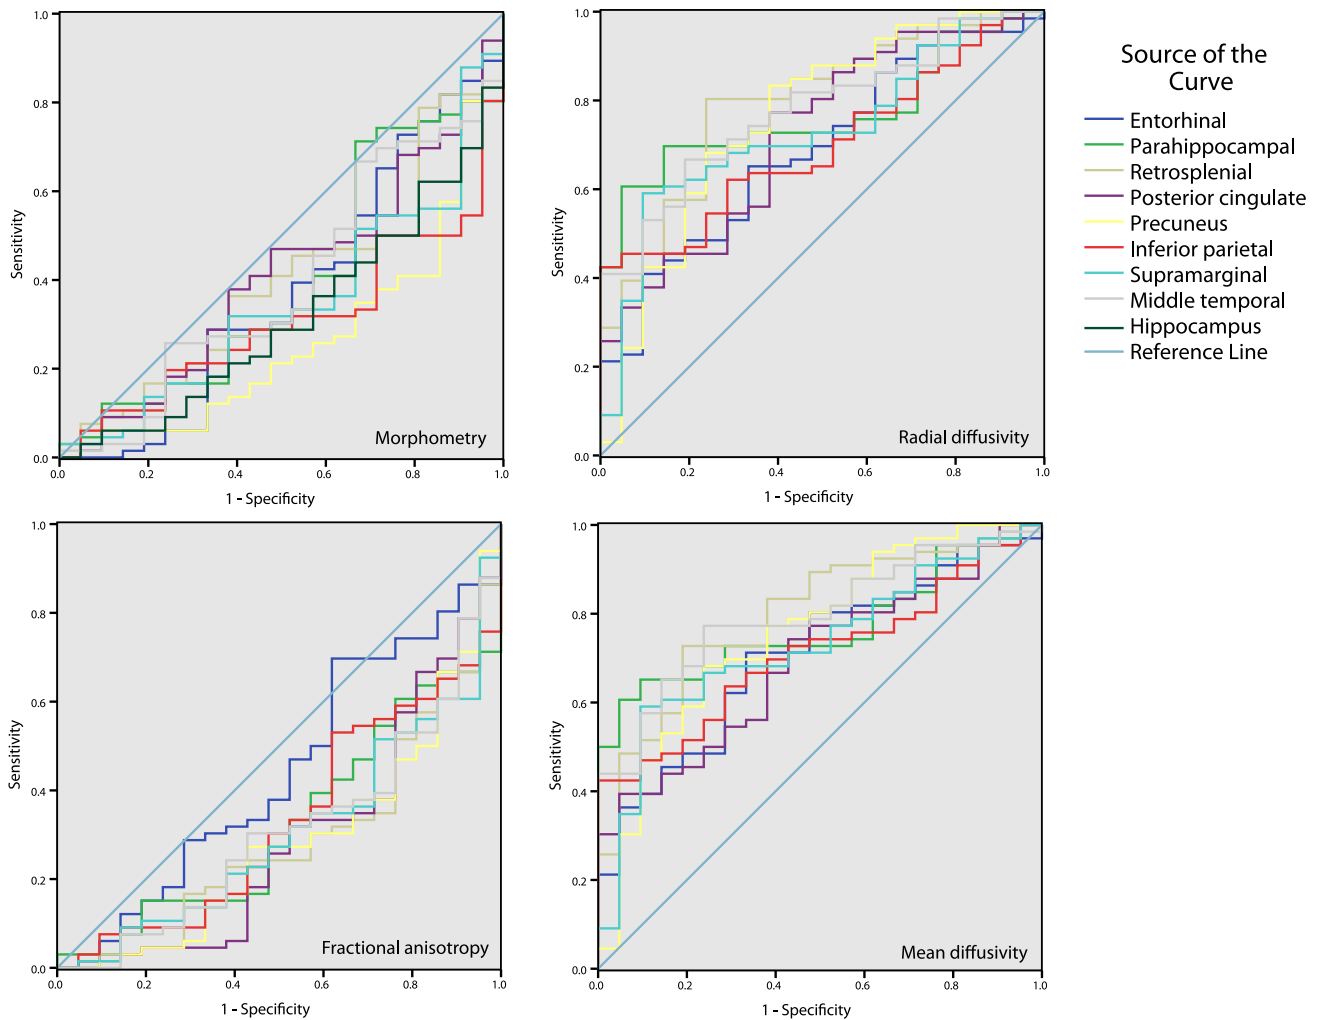 1.0
0.8
0.6
0.4
0.2
0.0
Sensitivity
Morphometry
0.0 0.2 0.4 0.6 0.8 1.0
1 - Specificity
1.0
0.8
0.6
0.4
0.2
0.0
Sensitivity
Radial diffusivity
0.0 0.2 0.4 0.6 0.8 1.0
1 - Specificity
Source of the
Curve
Entorhinal
Parahippocampal
Retrosplenial
Posterior cingulate
Precuneus
Inferior parietal
Supramarginal
Middle temporal
Hippocampus
Reference Line
1.0
0.8
0.6
0.4
0.2
0.0
Sensitivity
Fractional anisotropy
0.0 0.2 0.4 0.6 0.8 1.0
1 - Specificity
1.0
0.8
0.6
0.4
0.2
0.0
Sensitivity
Mean diffusivity
0.0 0.2 0.4 0.6 0.8 1.0
1 - Specificity